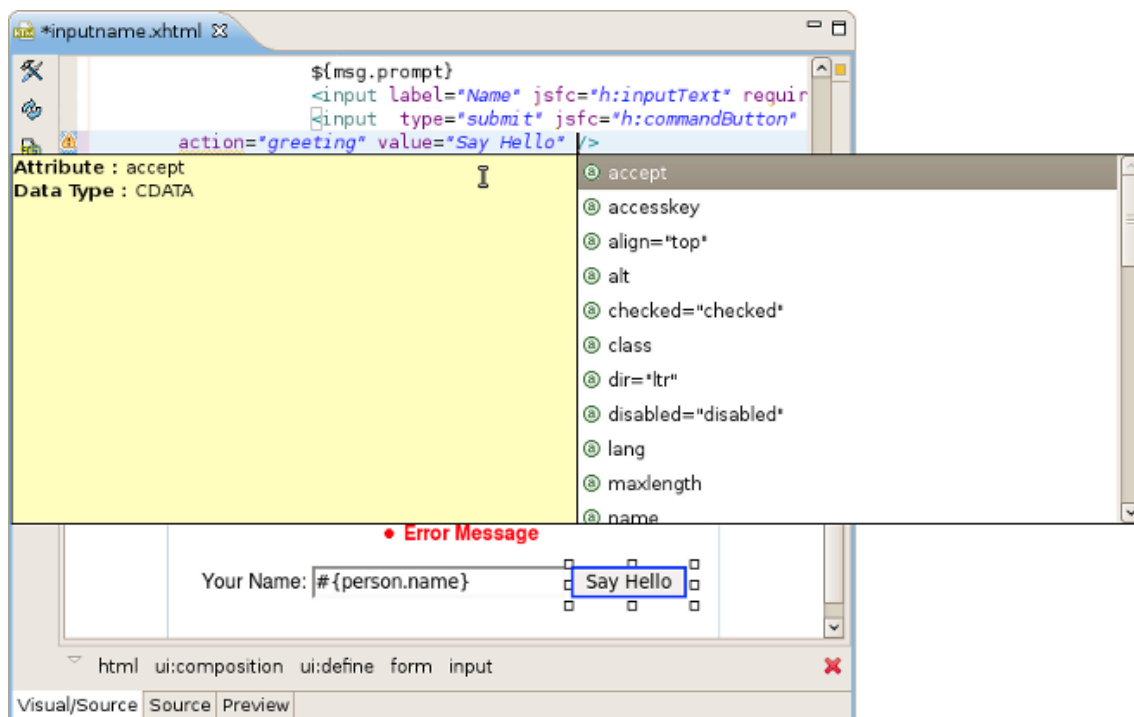 *inputname.xhtml
${msg.prompt}
<input label="Name" jsfc="h:inputText" requir
<input type="submit" jsfc="h:commandButton"
action="greeting" value="Say Hello" />
Attribute : accept
Data Type : CDATA
accept
accesskey
align="top"
alt
checked="checked"
class
dir="ltr"
disabled="disabled"
lang
maxlength
name
Error Message
Your Name: #{person.name} Say Hello
html ui:composition ui:define form input
Visual/Source Source Preview